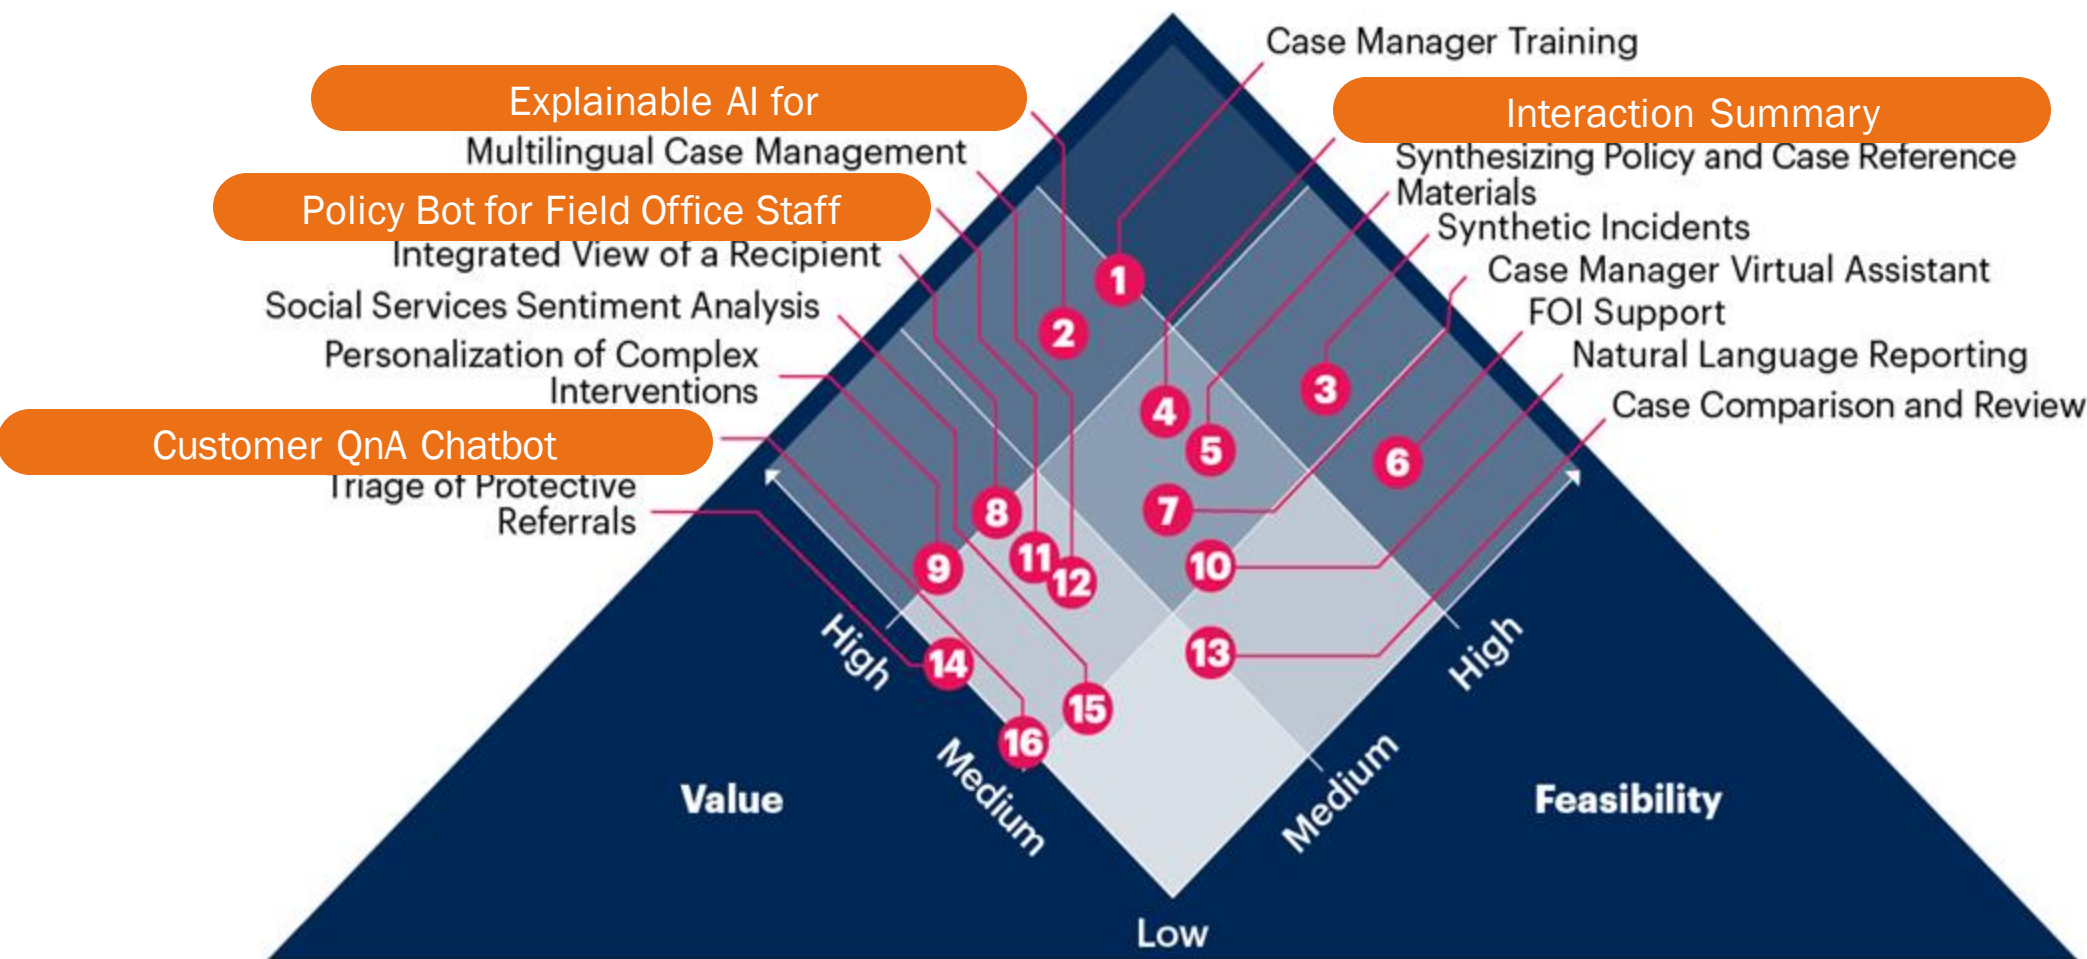 Case Manager Training
Explainable AI for
Interaction Summary
Multilingual Case Management
Synthesizing Policy and Case Reference
Materials
Policy Bot for Field Office Staff
Synthetic Incidents
Integrated View of a Recipient
Case Manager Virtual Assistant
Social Services Sentiment Analysis
FOI Support
Personalization of Complex
Interventions
Natural Language Reporting
Case Comparison and Review
Customer QnA Chatbot
Triage of Protective
Referrals
1
2
3
4
5
6
7
8
9
10
11
12
13
14
15
16
High
High
Medium
Medium
Value
Feasibility
Low